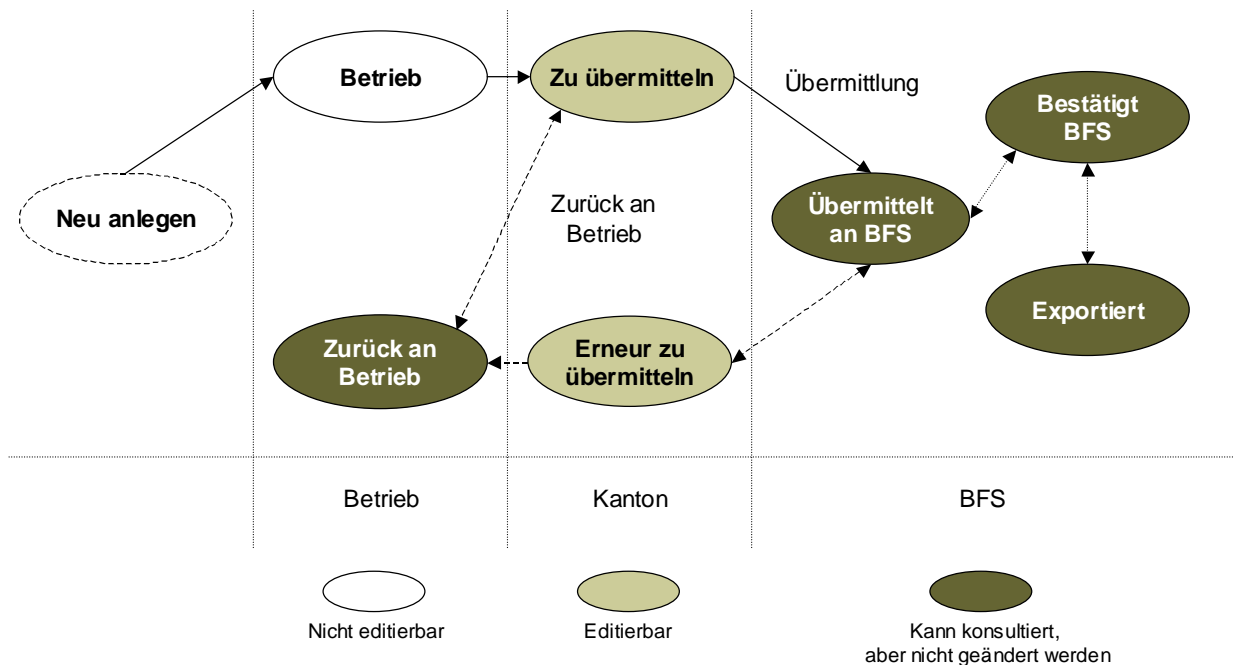 Betrieb
Zu übermitteln
Übermittlung
Bestätigt
BFS
Neu anlegen
Zurück an
Betrieb
Übermittelt
an BFS
Exportiert
Zurück an
Betrieb
Erneur zu
übermitteln
Betrieb
Kanton
BFS
Nicht editierbar
Editierbar
Kann konsultiert,
aber nicht geändert werden